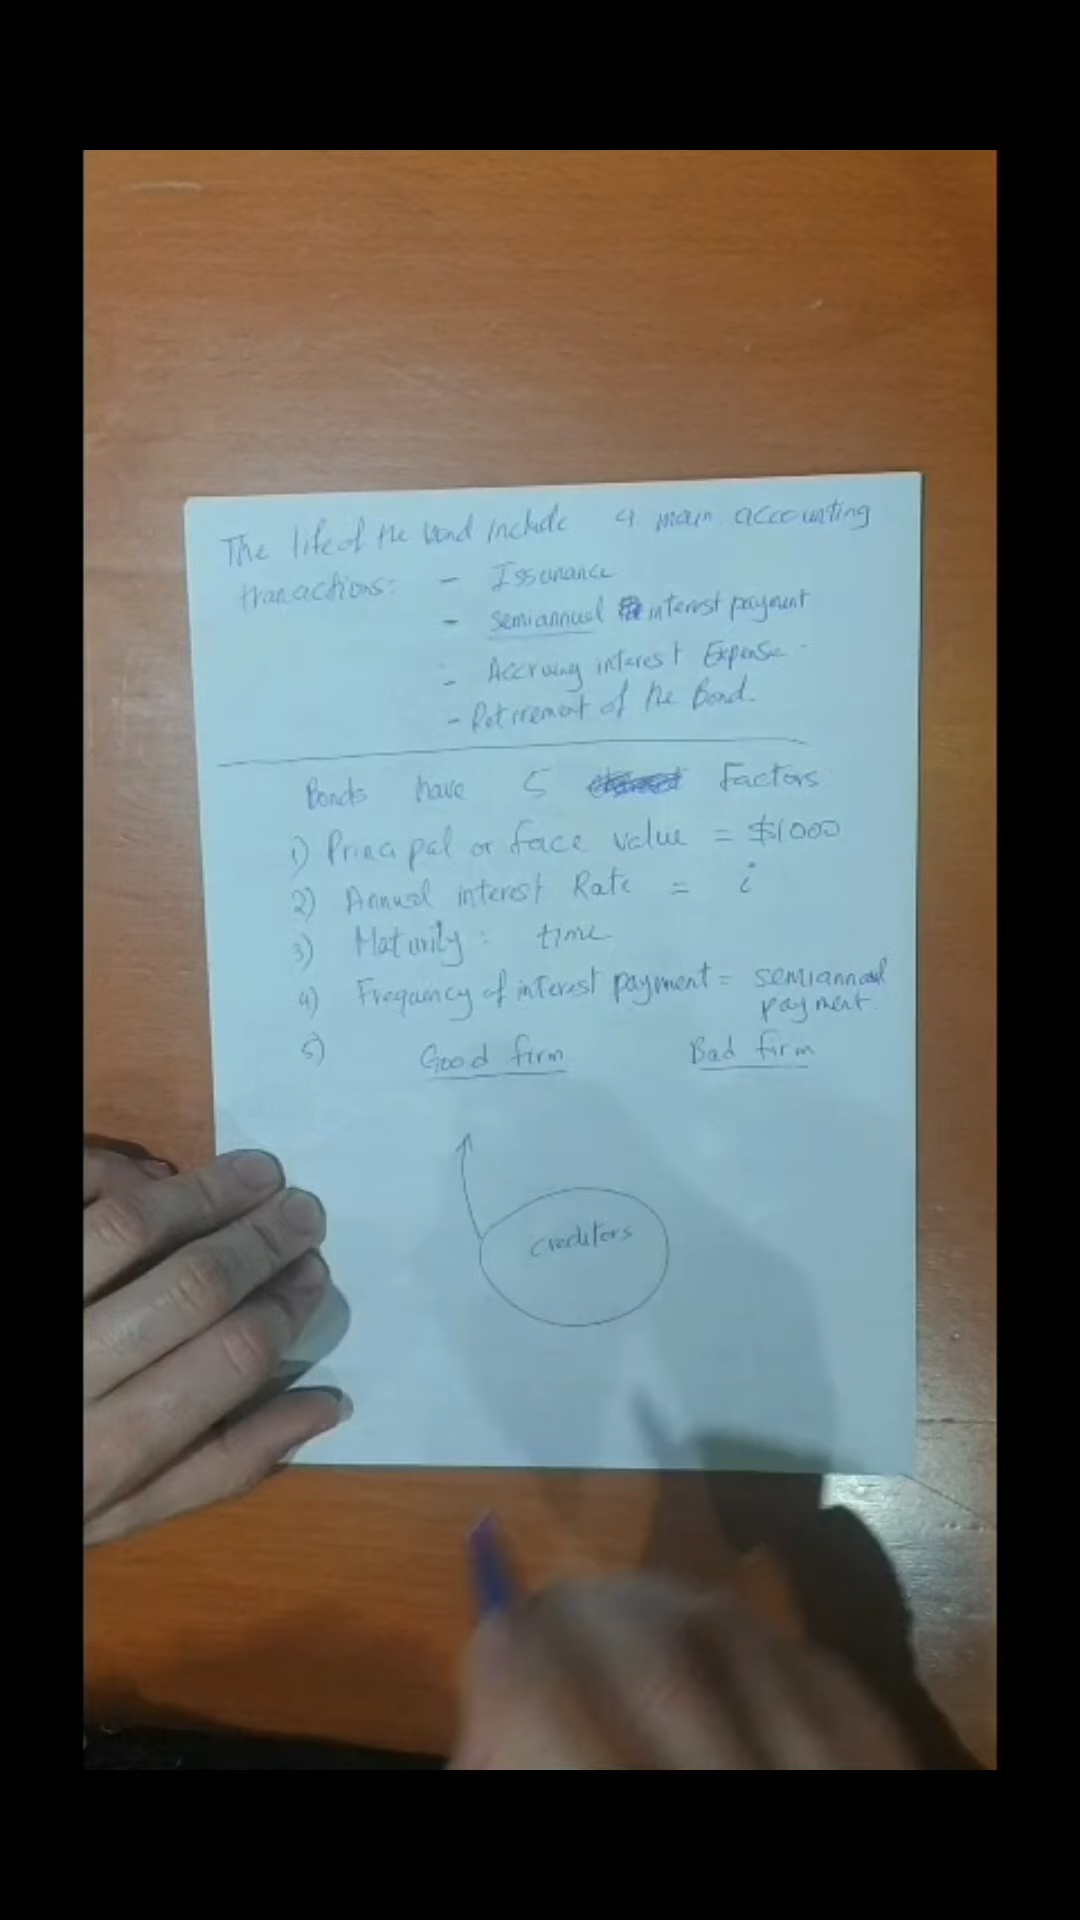 The life of the bond include 4 main accounting
tranactions: - Issunance
- semiannual interest payment
- Accruing interest Expense.
- Retirement of the Bond.
Bonds have 5 factors
1) Principal or face value = $1000
2) Annual interest Rate = i
3) Maturity: time
4) Frequency of interest payment = semiannual
payment
5) Good firm Bad firm
creditors